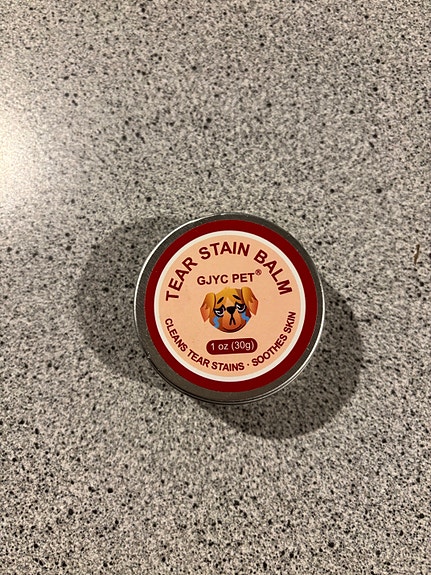 TEAR STAIN BALM
GJYC PET®
1 oz (30g)
CLEANS TEAR STAINS · SOOTHES SKIN